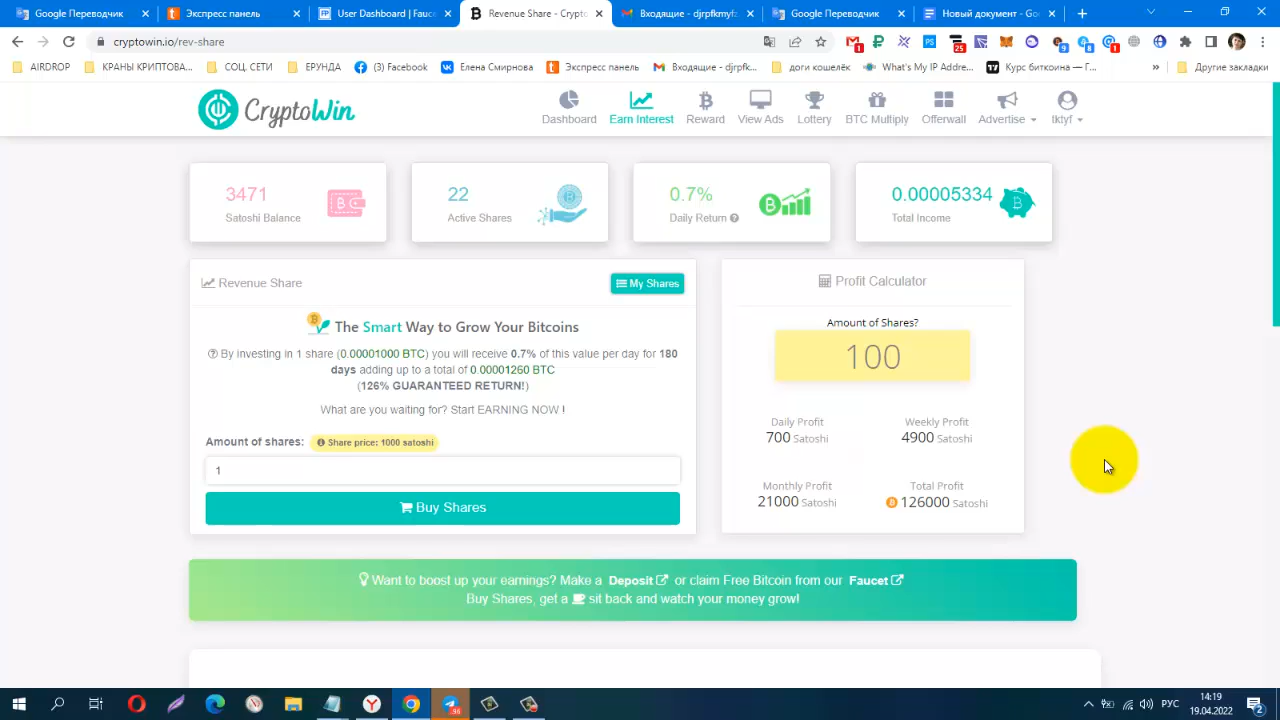 Google Переводчик
Экспресс панель
User Dashboard | Fauce
Revenue Share - Crypto
Входящие - djrpfkmyfz
Google Переводчик
Новый документ - Goo
cryptowin.io/rev-share
AIRDROP
КРАНЫ КРИПТОВА...
СОЦ. СЕТИ
ЕРУНДА
(3) Facebook
Елена Смирнова
Экспресс панель
Входящие - djrpfk...
доги кошелёк
What's My IP Addre...
Курс биткоина — Г...
»
Другие закладки
CryptoWin
Dashboard
Earn Interest
Reward
View Ads
Lottery
BTC Multiply
Offerwall
Advertise
Iktyf
3471
Satoshi Balance
22
Active Shares
0.7%
Daily Return
0.00005334
Total Income
Revenue Share
My Shares
The Smart Way to Grow Your Bitcoins
By investing in 1 share (0.00001000 BTC) you will receive 0.7% of this value per day for 180
days adding up to a total of 0.00001260 BTC
(126% GUARANTEED RETURN!)
What are you waiting for? Start EARNING NOW !
Amount of shares: Share price: 1000 satoshi
1
Buy Shares
Profit Calculator
Amount of Shares?
100
Daily Profit
700 Satoshi
Weekly Profit
4900 Satoshi
Monthly Profit
21000 Satoshi
Total Profit
126000 Satoshi
Want to boost up your earnings? Make a Deposit or claim Free Bitcoin from our Faucet
Buy Shares, get a sit back and watch your money grow!
РУС
14:19
19.04.2022
2